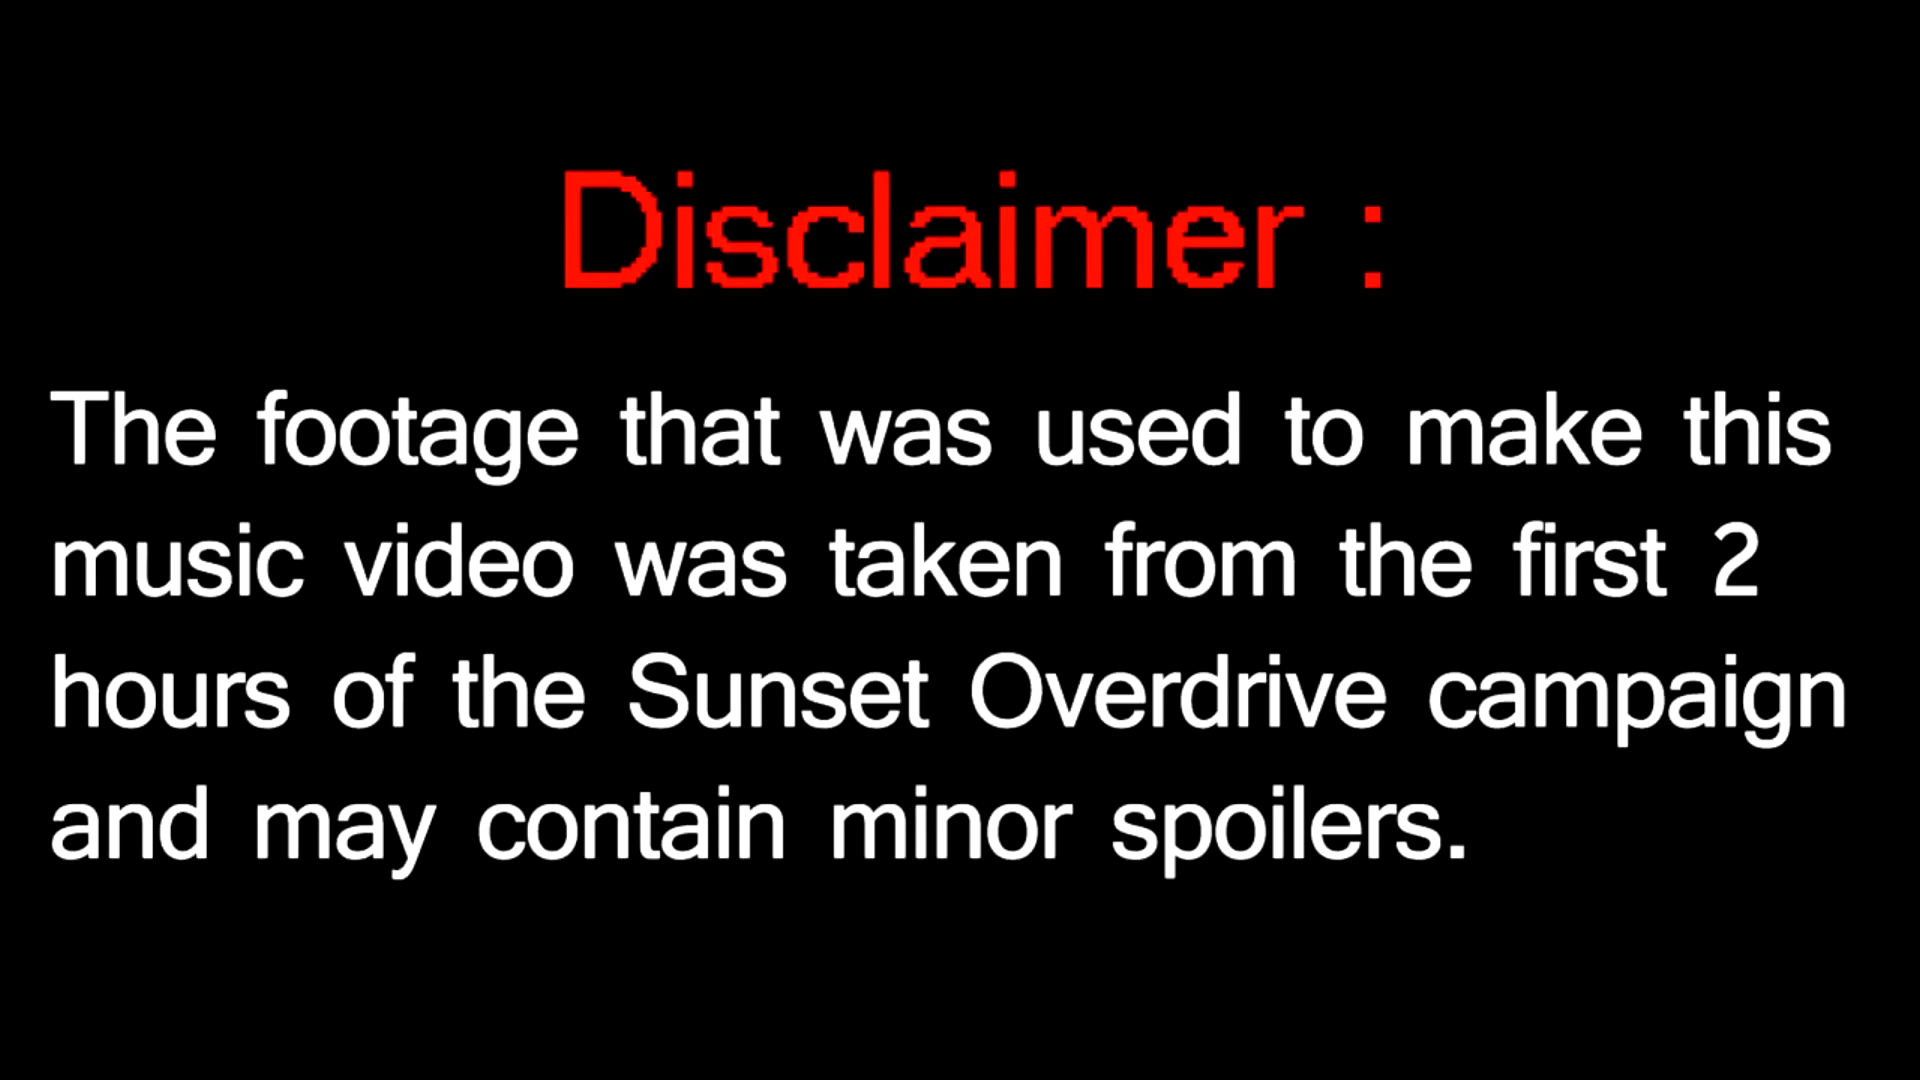 Disclaimer :
The footage that was used to make this
music video was taken from the first 2
hours of the Sunset Overdrive campaign
and may contain minor spoilers.